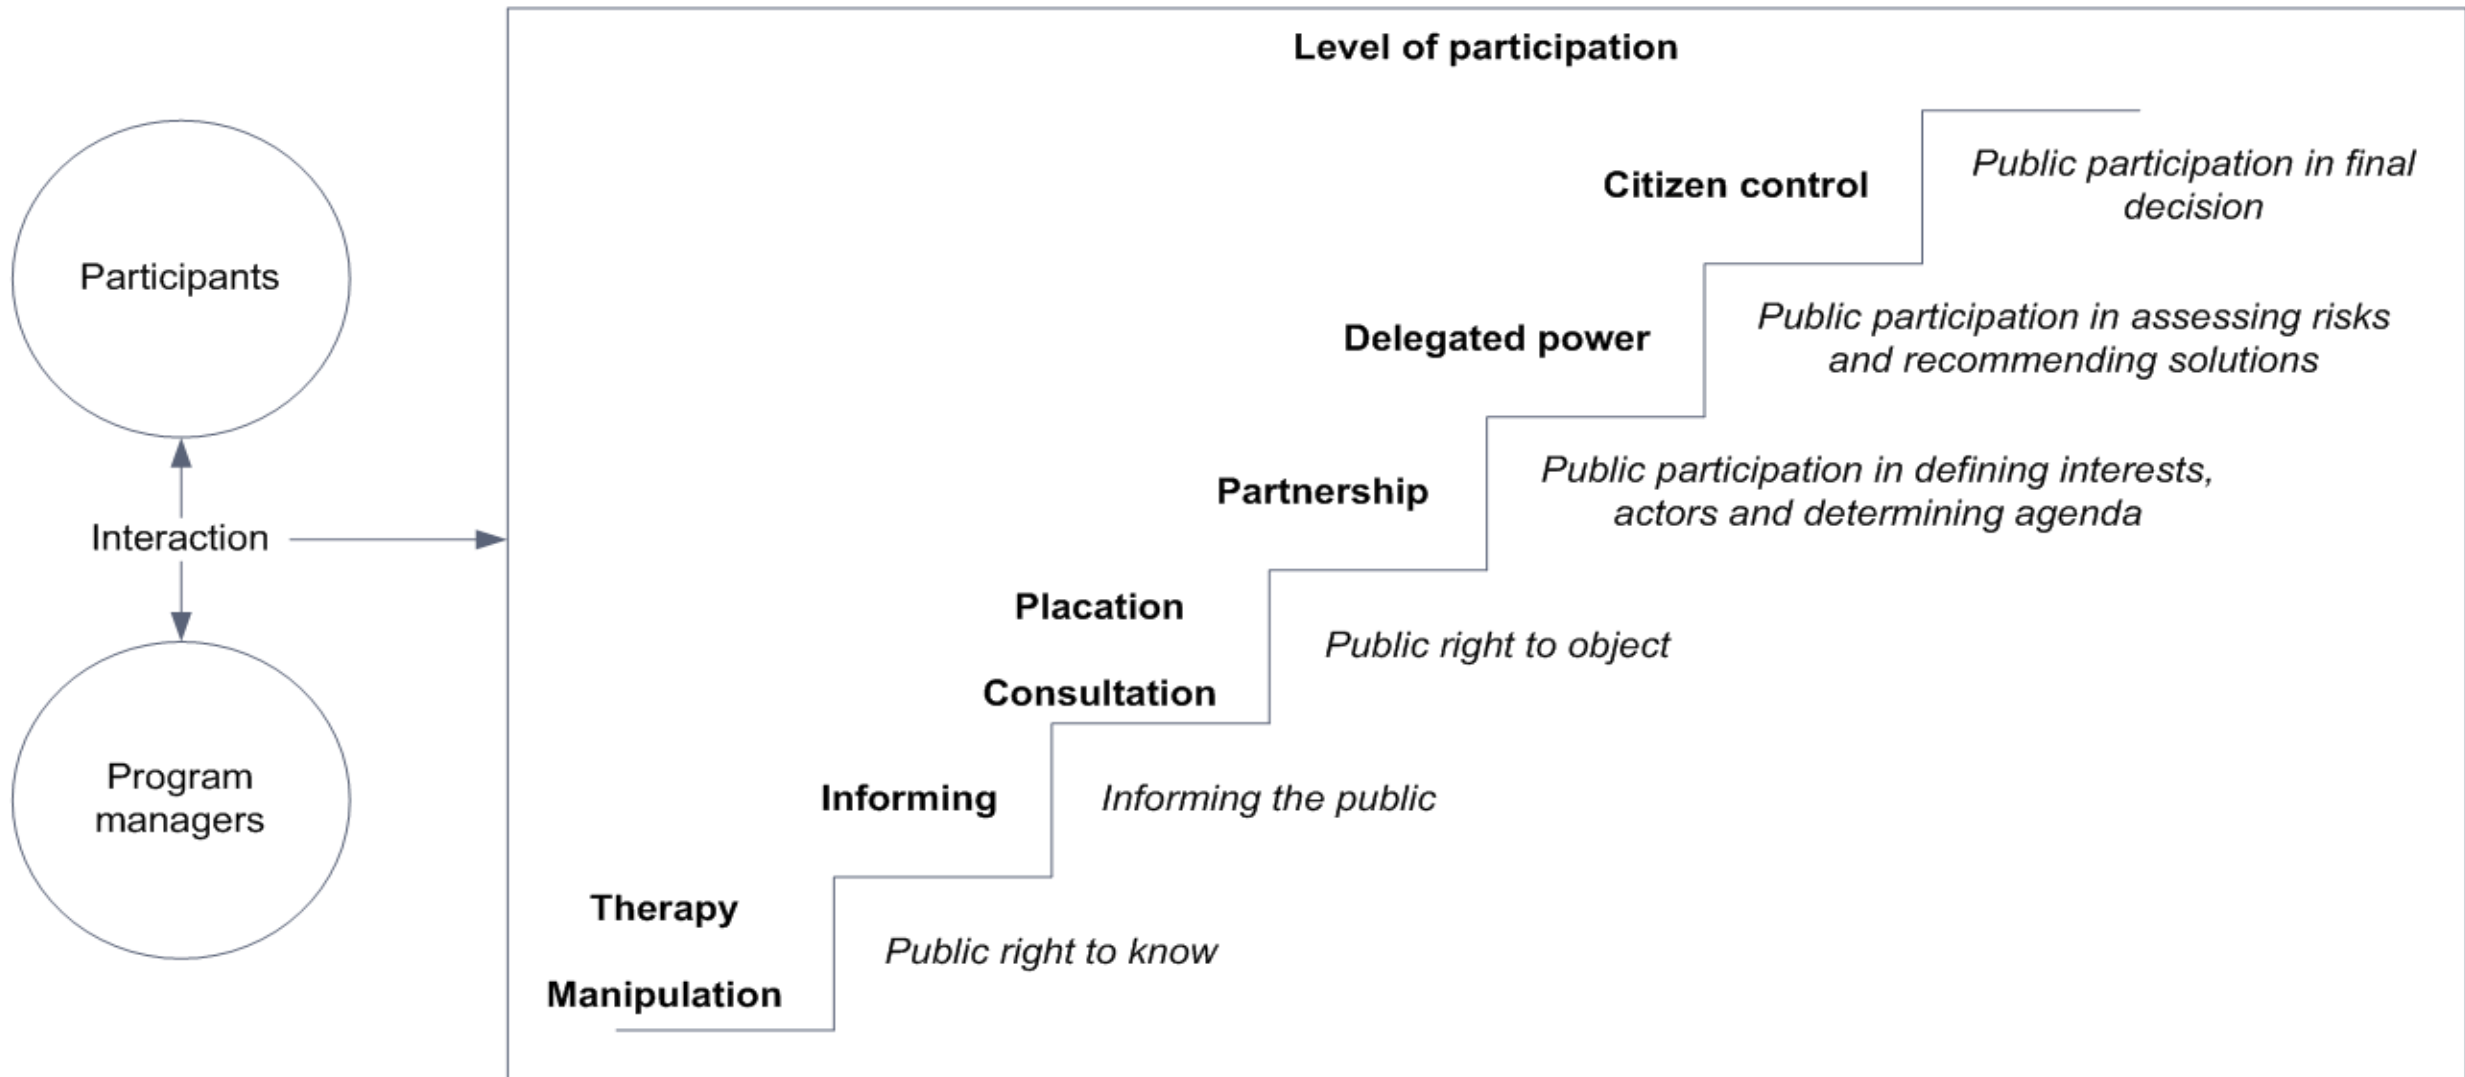 Level of participation
Participants
Interaction
Program
managers
Citizen control
Public participation in final
decision
Delegated power
Public participation in assessing risks
and recommending solutions
Partnership
Public participation in defining interests,
actors and determining agenda
Placation
Consultation
Public right to object
Informing
Informing the public
Therapy
Manipulation
Public right to know